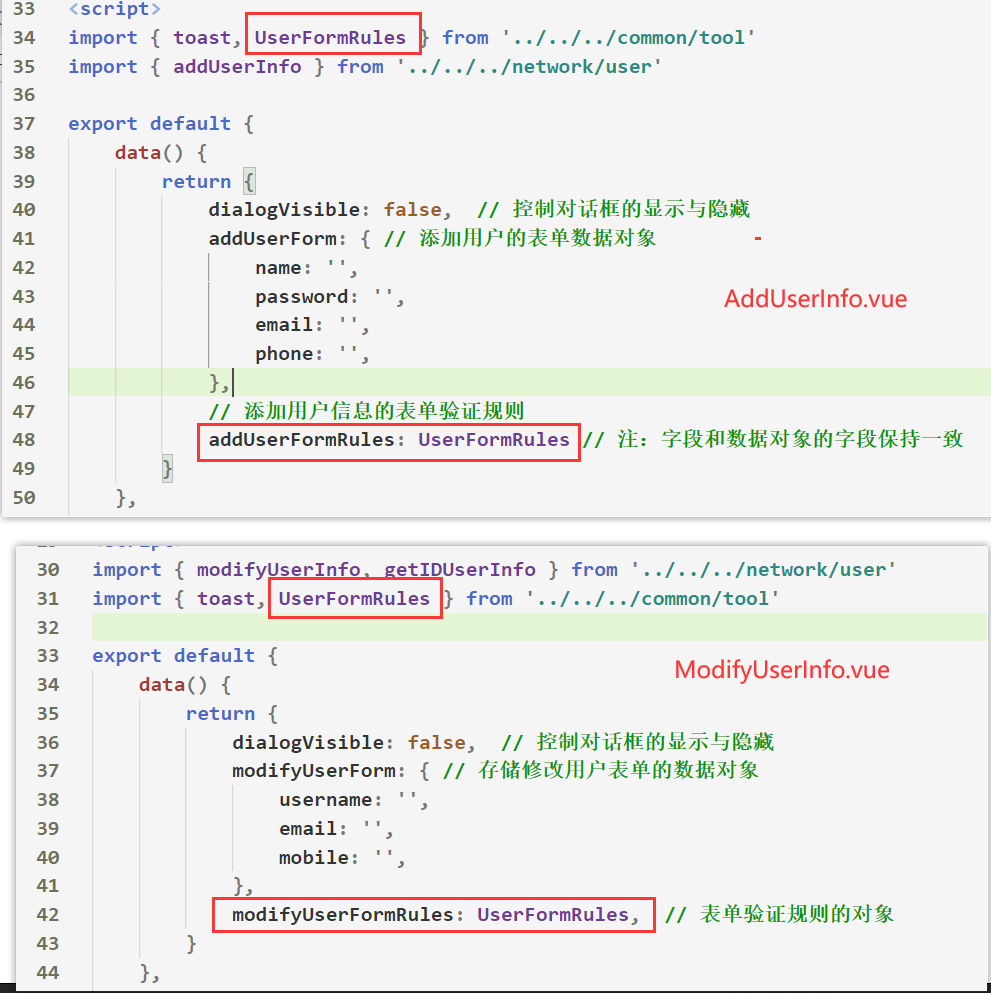 33 <script>
34 import { toast, UserFormRules } from '../../../common/tool'
35 import { addUserInfo } from '../../../network/user'
36
37 export default {
38 data() {
39 return {
40 dialogVisible: false, // 控制对话框的显示与隐藏
41 addUserForm: { // 添加用户的表单数据对象
42 name: '',
43 password: '',
AddUserInfo.vue
44 email: '',
45 phone: '',
46 },
47 // 添加用户信息的表单验证规则
48 addUserFormRules: UserFormRules // 注: 字段和数据对象的字段保持一致
49 }
50 },
30 import { modifyUserInfo, getIDUserInfo } from '../../../network/user'
31 import { toast, UserFormRules } from '../../../common/tool'
32
33 export default {
ModifyUserInfo.vue
34 data() {
35 return {
36 dialogVisible: false, // 控制对话框的显示与隐藏
37 modifyUserForm: { // 存储修改用户表单的数据对象
38 username: '',
39 email: '',
40 mobile: '',
41 },
42 modifyUserFormRules: UserFormRules, // 表单验证规则的对象
43 }
44 },